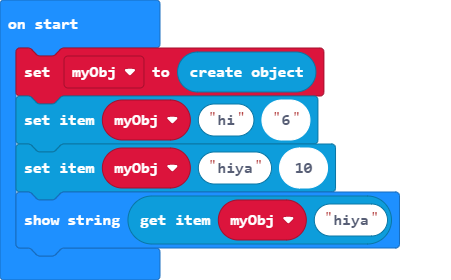 on start
set myObj to create object
set item myObj "hi" "6"
set item myObj "hiya" 10
show string get item myObj "hiya"